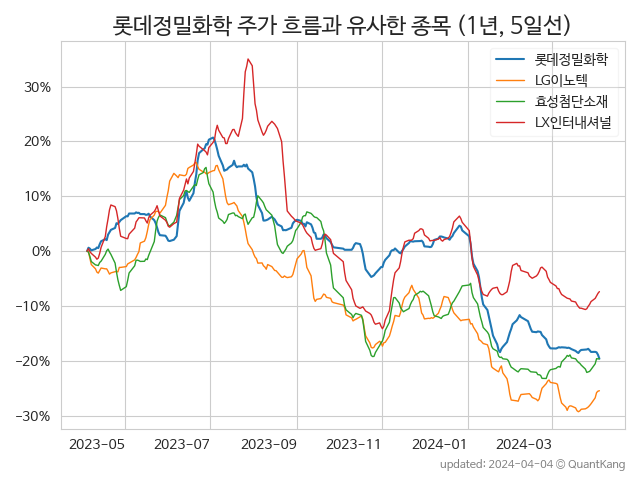 롯데정밀화학 주가 흐름과 유사한 종목 (1년, 5일선)
롯데정밀화학
LG이노텍
효성첨단소재
LX인터내셔널
30%
20%
10%
0%
−10%
−20%
−30%
2023-05 2023-07 2023-09 2023-11 2024-01 2024-03
updated: 2024-04-04 © QuantKang